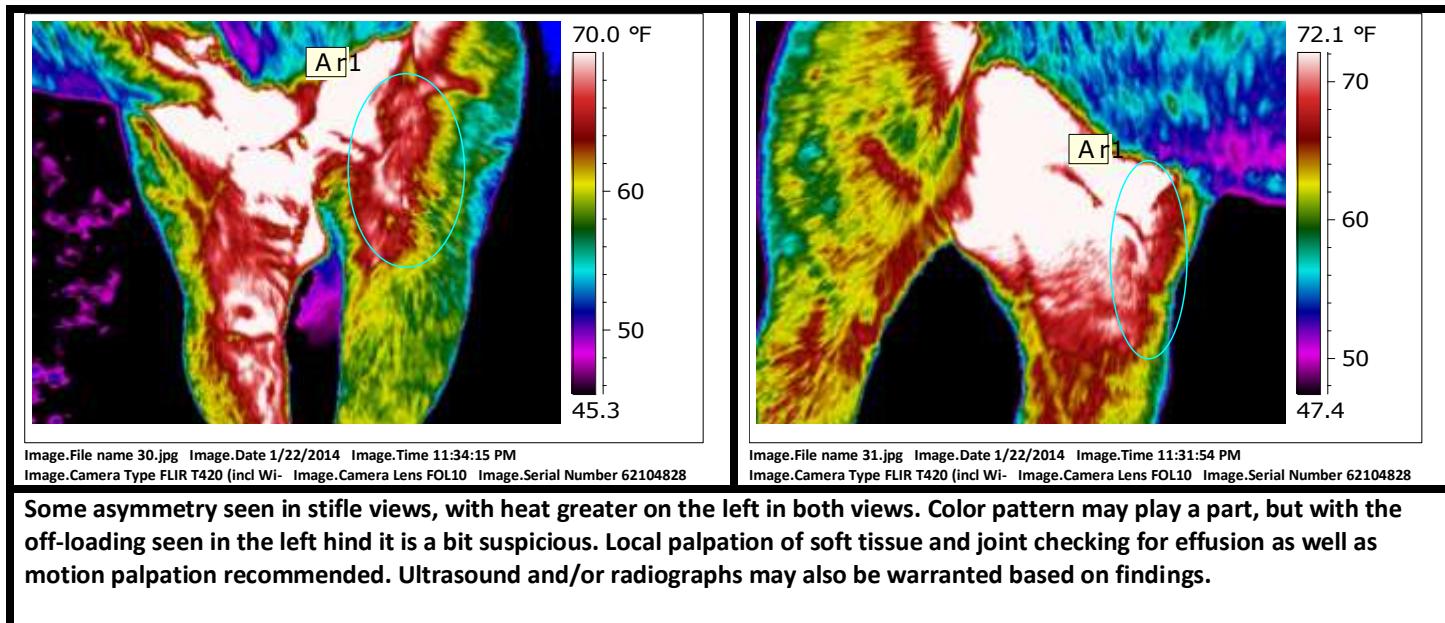 70.0 °F
Ar1
60
50
45.3
72.1 °F
70
Ar1
60
50
47.4
Image.File name 30.jpg Image.Date 1/22/2014 Image.Time 11:34:15 PM
Image.Camera Type FLIR T420 (incl Wi- Image.Camera Lens FOL10 Image.Serial Number 62104828
Image.File name 31.jpg Image.Date 1/22/2014 Image.Time 11:31:54 PM
Image.Camera Type FLIR T420 (incl Wi- Image.Camera Lens FOL10 Image.Serial Number 62104828
Some asymmetry seen in stifle views, with heat greater on the left in both views. Color pattern may play a part, but with the
off-loading seen in the left hind it is a bit suspicious. Local palpation of soft tissue and joint checking for effusion as well as
motion palpation recommended. Ultrasound and/or radiographs may also be warranted based on findings.